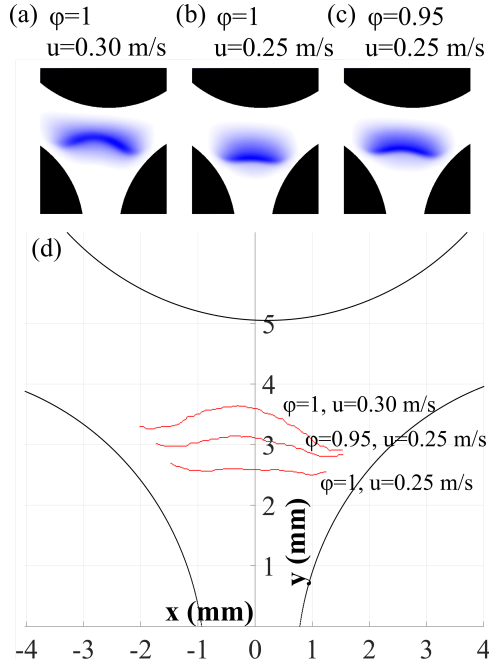 (a) φ=1
u=0.30 m/s
(b) φ=1
u=0.25 m/s
(c) φ=0.95
u=0.25 m/s
(d)
5
4
φ=1, u=0.30 m/s
3
φ=0.95, u=0.25 m/s
φ=1, u=0.25 m/s
2
y (mm)
1
x (mm)
-4 -3 -2 -1 0 1 2 3 4